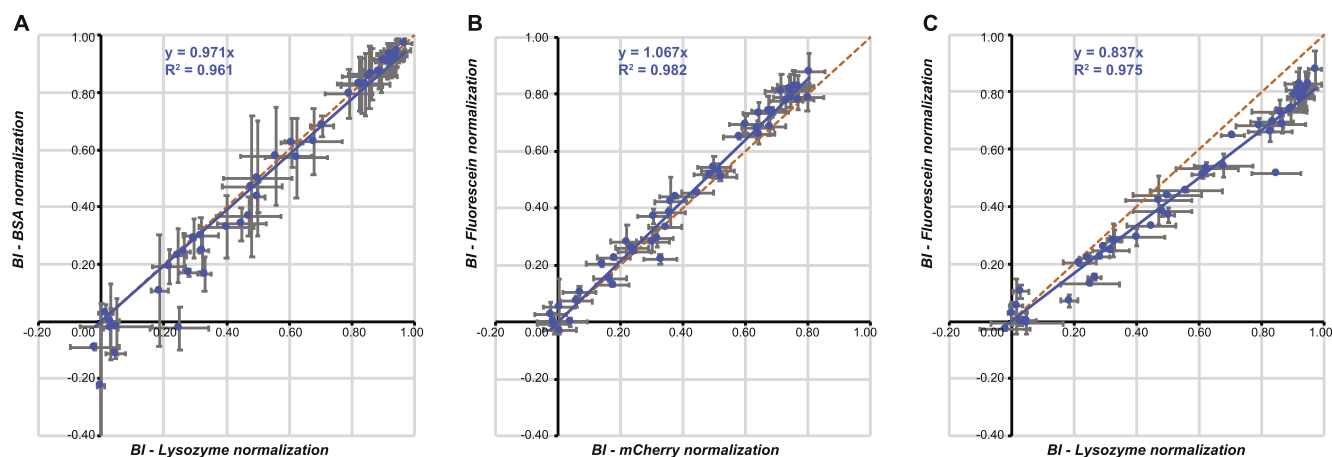 A
BI - BSA normalization
1.00
0.80
0.60
0.40
0.20
-0.20
-0.40
y = 0.971x
R² = 0.961
-0.20
0.00
0.20
0.40
0.60
0.80
1.00
BI - Lysozyme normalization
B
BI - Fluorescein normalization
1.00
0.80
0.60
0.40
0.20
-0.20
-0.40
y = 1.067x
R² = 0.982
-0.20
0.00
0.20
0.40
0.60
0.80
1.00
BI - mCherry normalization
C
BI - Fluorescein normalization
1.00
0.80
0.60
0.40
0.20
-0.20
-0.40
y = 0.837x
R² = 0.975
-0.20
0.00
0.20
0.40
0.60
0.80
1.00
BI - Lysozyme normalization